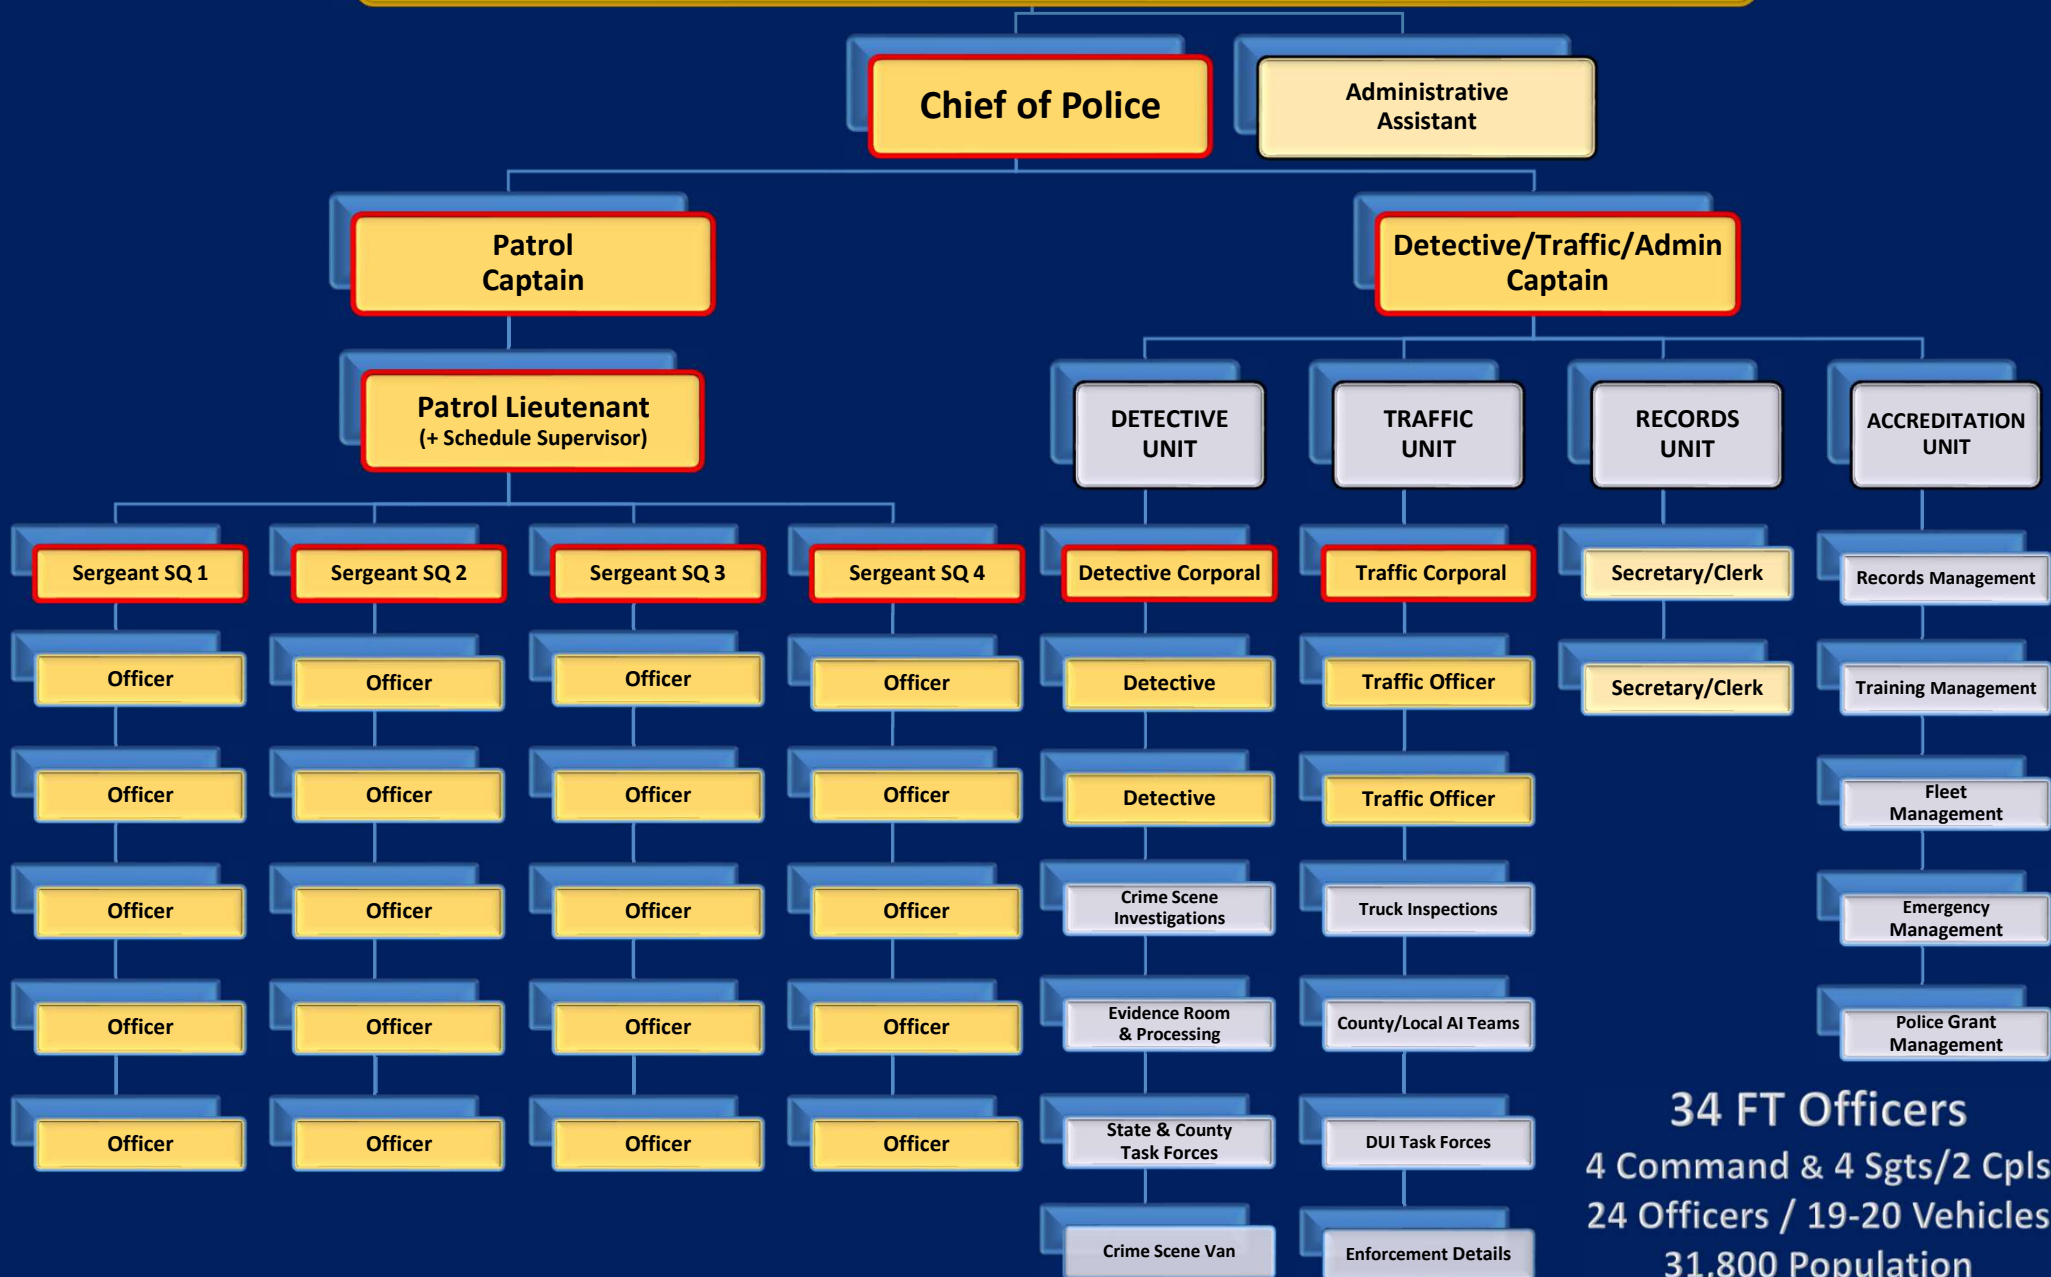 Chief of Police
Administrative
Assistant
Patrol
Captain
Detective/Traffic/Admin
Captain
Patrol Lieutenant
(+ Schedule Supervisor)
DETECTIVE
UNIT
TRAFFIC
UNIT
RECORDS
UNIT
ACCREDITATION
UNIT
Sergeant SQ 1
Sergeant SQ 2
Sergeant SQ 3
Sergeant SQ 4
Detective Corporal
Traffic Corporal
Secretary/Clerk
Records Management
Officer
Officer
Officer
Officer
Detective
Traffic Officer
Secretary/Clerk
Training Management
Officer
Officer
Officer
Officer
Detective
Traffic Officer
Fleet
Management
Officer
Officer
Officer
Officer
Crime Scene
Investigations
Truck Inspections
Emergency
Management
Officer
Officer
Officer
Officer
Evidence Room
& Processing
County/Local AI Teams
Police Grant
Management
Officer
Officer
Officer
Officer
State & County
Task Forces
DUI Task Forces
Crime Scene Van
Enforcement Details
34 FT Officers
4 Command & 4 Sgts/2 Cpls
24 Officers / 19-20 Vehicles
31,800 Population